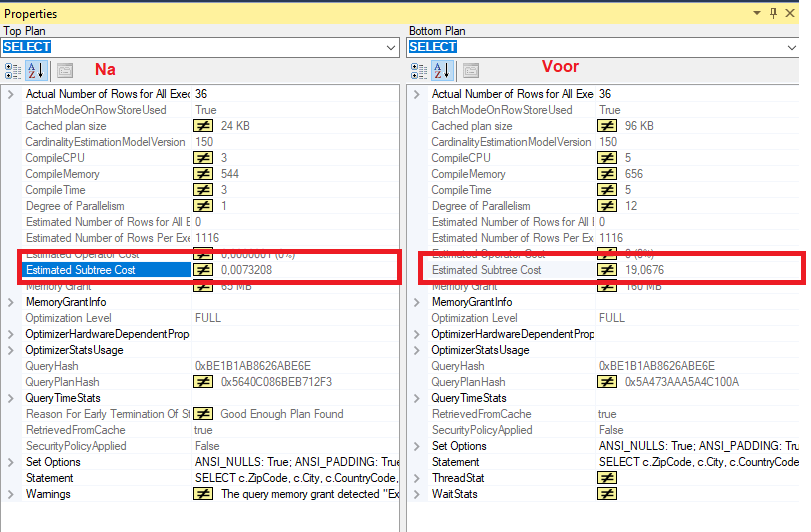 Properties
Top Plan
SELECT
Na
Actual Number of Rows for All Exec 36
BatchModeOnRowStoreUsed True
Cached plan size ≠ 24 KB
CardinalityEstimationModelVersion 150
CompileCPU ≠ 3
CompileMemory ≠ 544
CompileTime ≠ 3
Degree of Parallelism ≠ 1
Estimated Number of Rows for All E 0
Estimated Number of Rows Per Exe 1116
Estimated Operator Cost ≠ 0,0000001 (0%)
Estimated Subtree Cost ≠ 0,0073208
Memory Grant ≠ 85 MB
MemoryGrantInfo
Optimization Level FULL
OptimizerHardwareDependentProp
OptimizerStatsUsage
QueryHash 0xBE1B1AB8626ABE6E
QueryPlanHash ≠ 0x5640C086BEB712F3
QueryTimeStats
Reason For Early Termination Of St ≠ Good Enough Plan Found
RetrievedFromCache true
SecurityPolicyApplied False
Set Options ANSI_NULLS: True; ANSI_PADDING: True
Statement SELECT c.ZipCode, c.City, c.CountryCode,
Warnings ≠ The query memory grant detected "Ex
Bottom Plan
SELECT
Voor
Actual Number of Rows for All Exec 36
BatchModeOnRowStoreUsed True
Cached plan size ≠ 96 KB
CardinalityEstimationModelVersion 150
CompileCPU ≠ 5
CompileMemory ≠ 656
CompileTime ≠ 5
Degree of Parallelism ≠ 12
Estimated Number of Rows for All E 0
Estimated Number of Rows Per Exe 1116
Estimated Operator Cost ≠ 0 (0%)
Estimated Subtree Cost ≠ 19,0676
Memory Grant ≠ 160 MB
MemoryGrantInfo
Optimization Level FULL
OptimizerHardwareDependentProp
OptimizerStatsUsage
QueryHash 0xBE1B1AB8626ABE6E
QueryPlanHash ≠ 0x5A473AAA5A4C100A
QueryTimeStats
RetrievedFromCache true
SecurityPolicyApplied False
Set Options ANSI_NULLS: True; ANSI_PADDING: True
Statement SELECT c.ZipCode, c.City, c.CountryCode,
ThreadStat ≠
WaitStats ≠